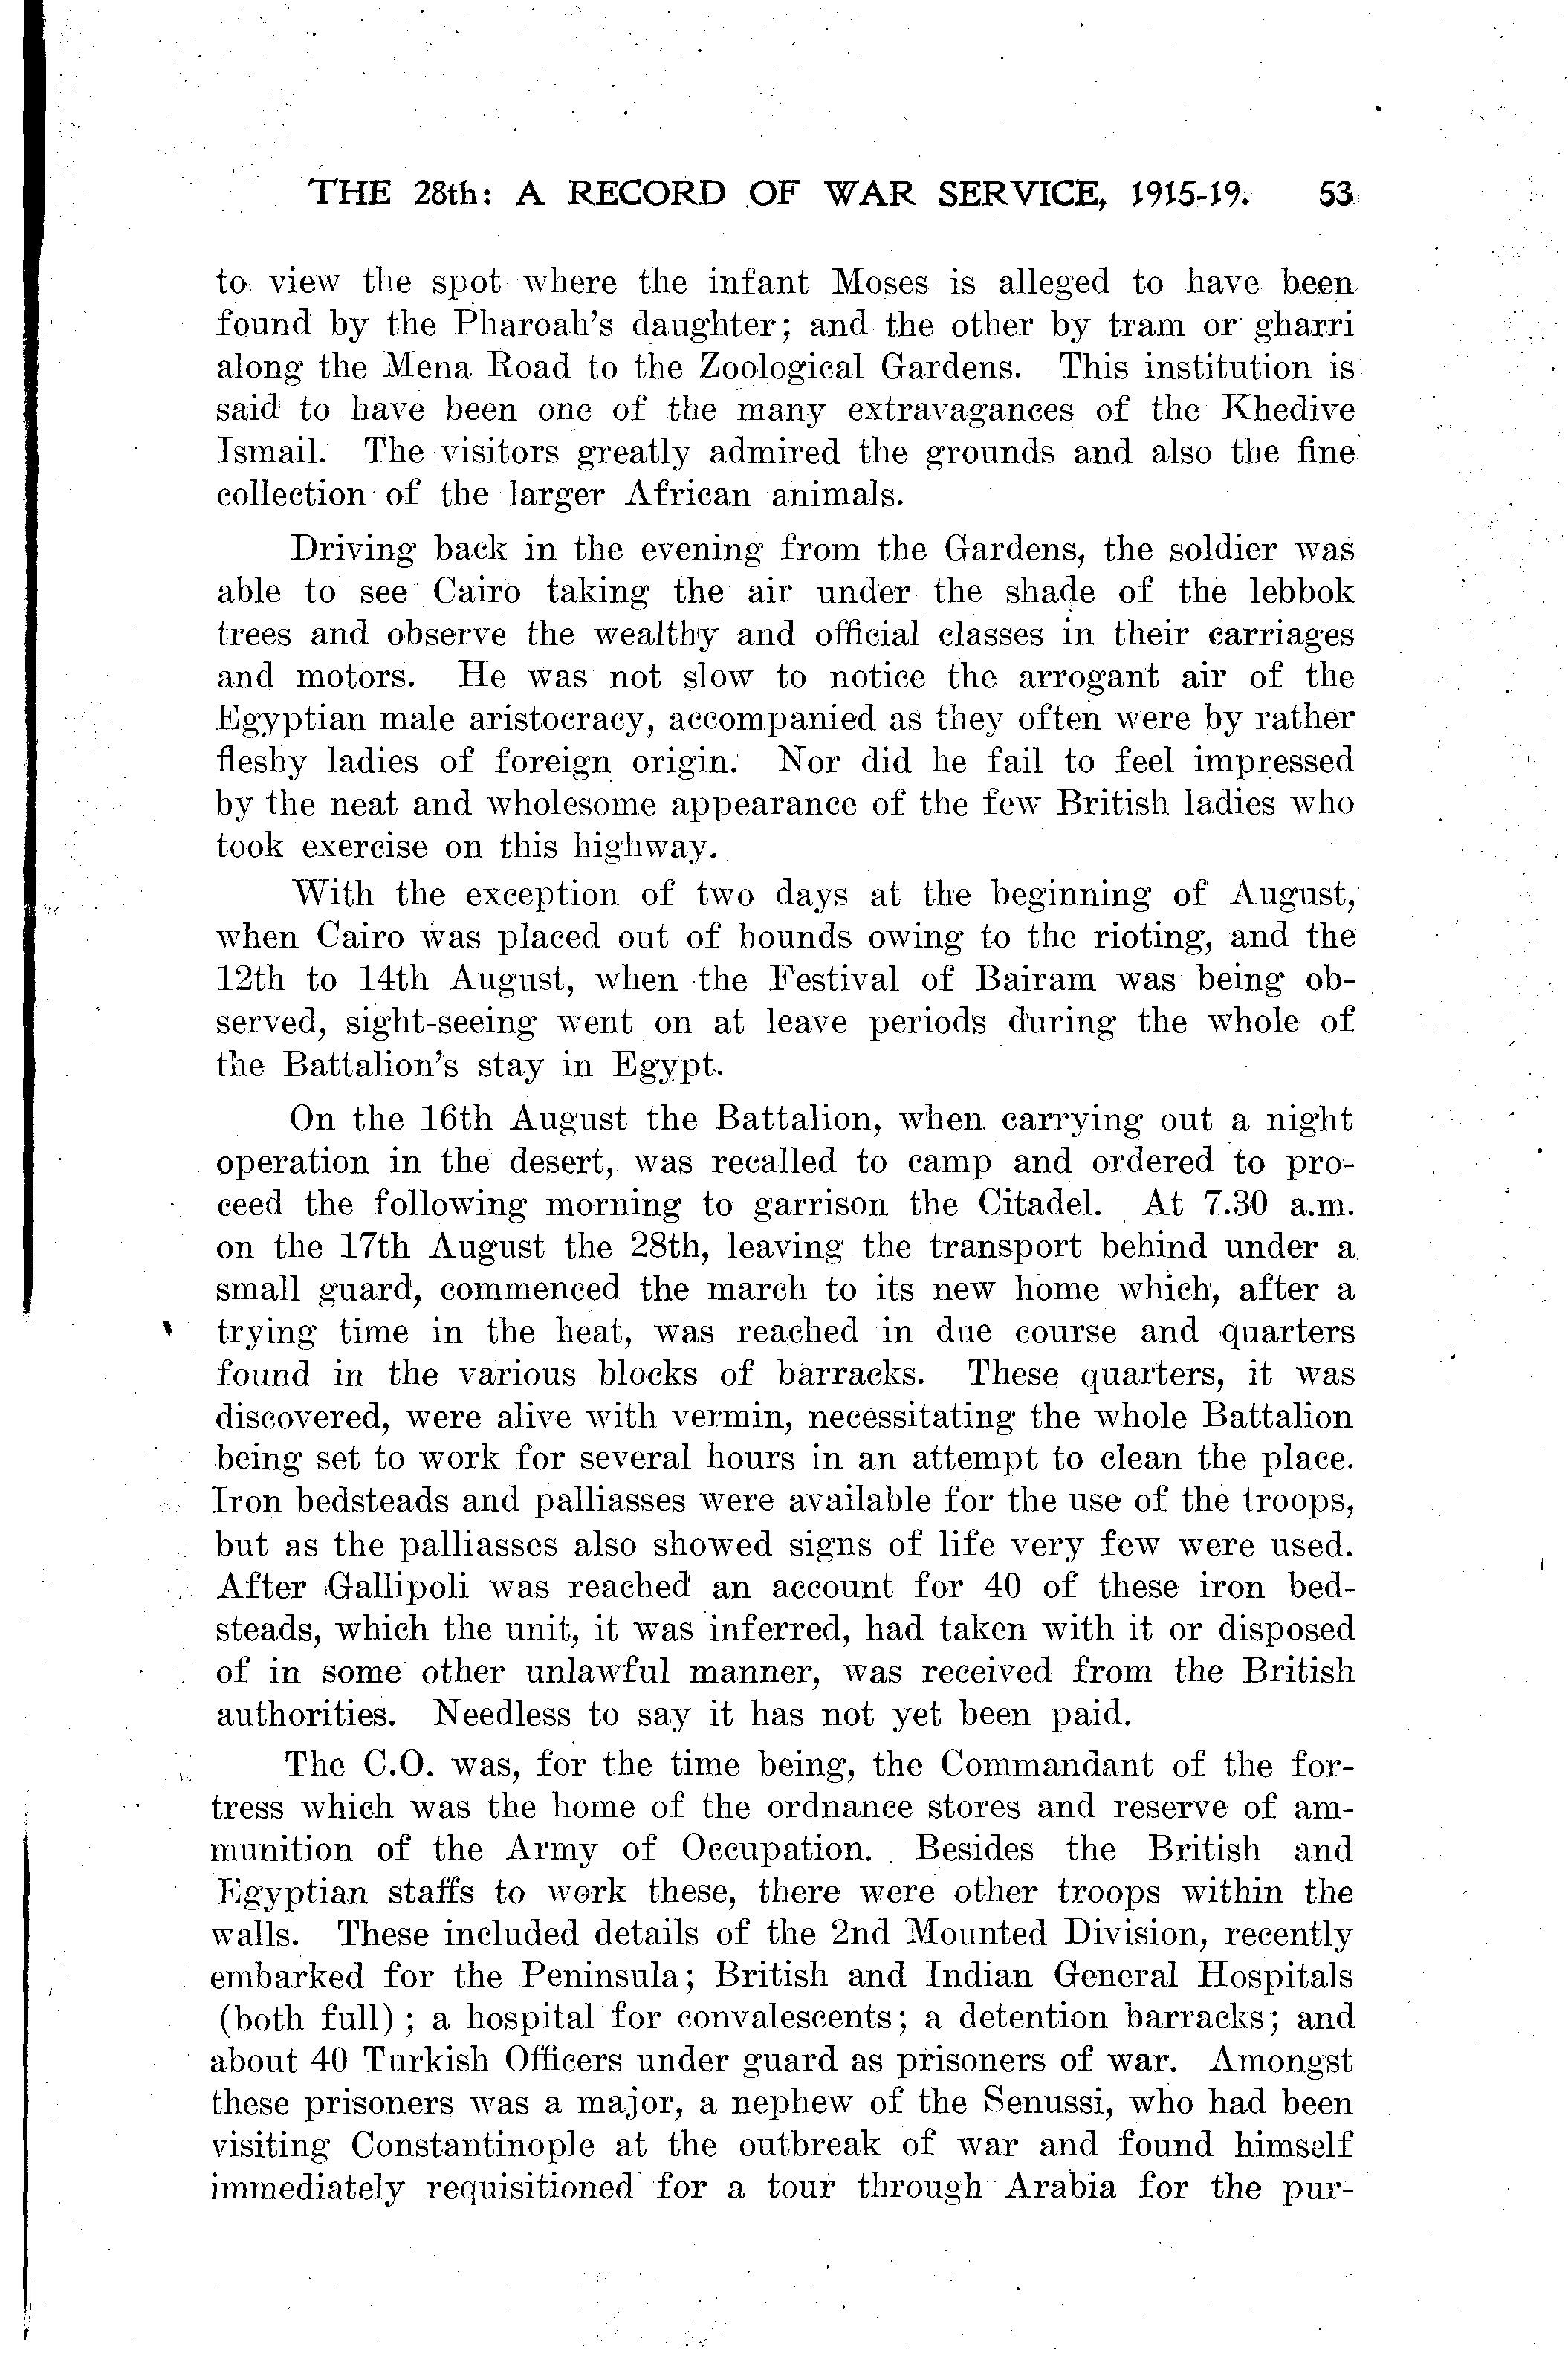 THE 28th: A RECORD OF WAR SERVICE, 1915-19. 53
to view the spot where the infant Moses is alleged to have been
found by the Pharoah's daughter; and the other by tram or gharri
along the Mena Road to the Zoological Gardens. This institution is
said to have been one of the many extravagances of the Khedive
Ismail. The visitors greatly admired the grounds and also the fine
collection of the larger African animals.
Driving back in the evening from the Gardens, the soldier was
able to see Cairo taking the air under the shade of the lebbok
trees and observe the wealthy and official classes in their carriages
and motors. He was not slow to notice the arrogant air of the
Egyptian male aristocracy, accompanied as they often were by rather
fleshy ladies of foreign origin. Nor did he fail to feel impressed
by the neat and wholesome appearance of the few British ladies who
took exercise on this highway.
With the exception of two days at the beginning of August,
when Cairo was placed out of bounds owing to the rioting, and the
12th to 14th August, when the Festival of Bairam was being ob-
served, sight-seeing went on at leave periods during the whole of
the Battalion's stay in Egypt.
On the 16th August the Battalion, when carrying out a night
operation in the desert, was recalled to camp and ordered to pro-
ceed the following morning to garrison the Citadel. At 7.30 a.m.
on the 17th August the 28th, leaving the transport behind under a
small guard, commenced the march to its new home which, after a
trying time in the heat, was reached in due course and quarters
found in the various blocks of barracks. These quarters, it was
discovered, were alive with vermin, necessitating the whole Battalion
being set to work for several hours in an attempt to clean the place.
Iron bedsteads and palliasses were available for the use of the troops,
but as the palliasses also showed signs of life very few were used.
After Gallipoli was reached an account for 40 of these iron bed-
steads, which the unit, it was inferred, had taken with it or disposed
of in some other unlawful manner, was received from the British
authorities. Needless to say it has not yet been paid.
The C.O. was, for the time being, the Commandant of the for-
tress which was the home of the ordnance stores and reserve of am-
munition of the Army of Occupation. Besides the British and
Egyptian staffs to work these, there were other troops within the
walls. These included details of the 2nd Mounted Division, recently
embarked for the Peninsula; British and Indian General Hospitals
(both full) ; a hospital for convalescents; a detention barracks; and
about 40 Turkish Officers under guard as prisoners of war. Amongst
these prisoners was a major, a nephew of the Senussi, who had been
visiting Constantinople at the outbreak of war and found himself
immediately requisitioned for a tour through Arabia for the pur-